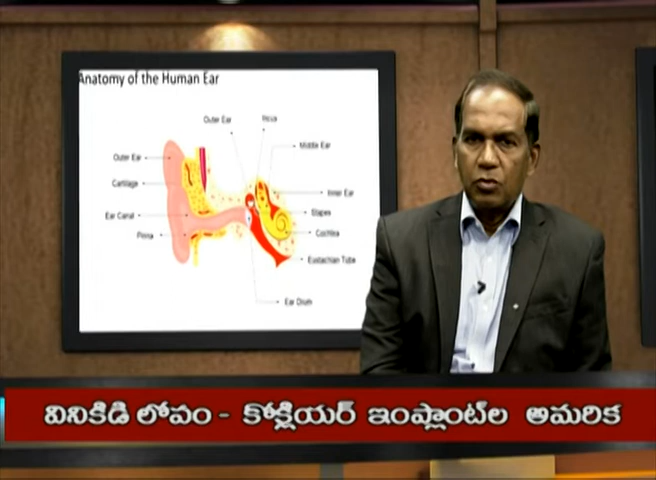 Anatomy of the Human Ear
Outer Ear
Incus
Middle Ear
Outer Ear
Cartilage
Inner Ear
Ear Canal
Stapes
Pinna
Cochlea
Eustachian Tube
Ear Drum
వినికిడి లోపం - కోక్లియర్ ఇంప్లాంట్‌ల అమరిక